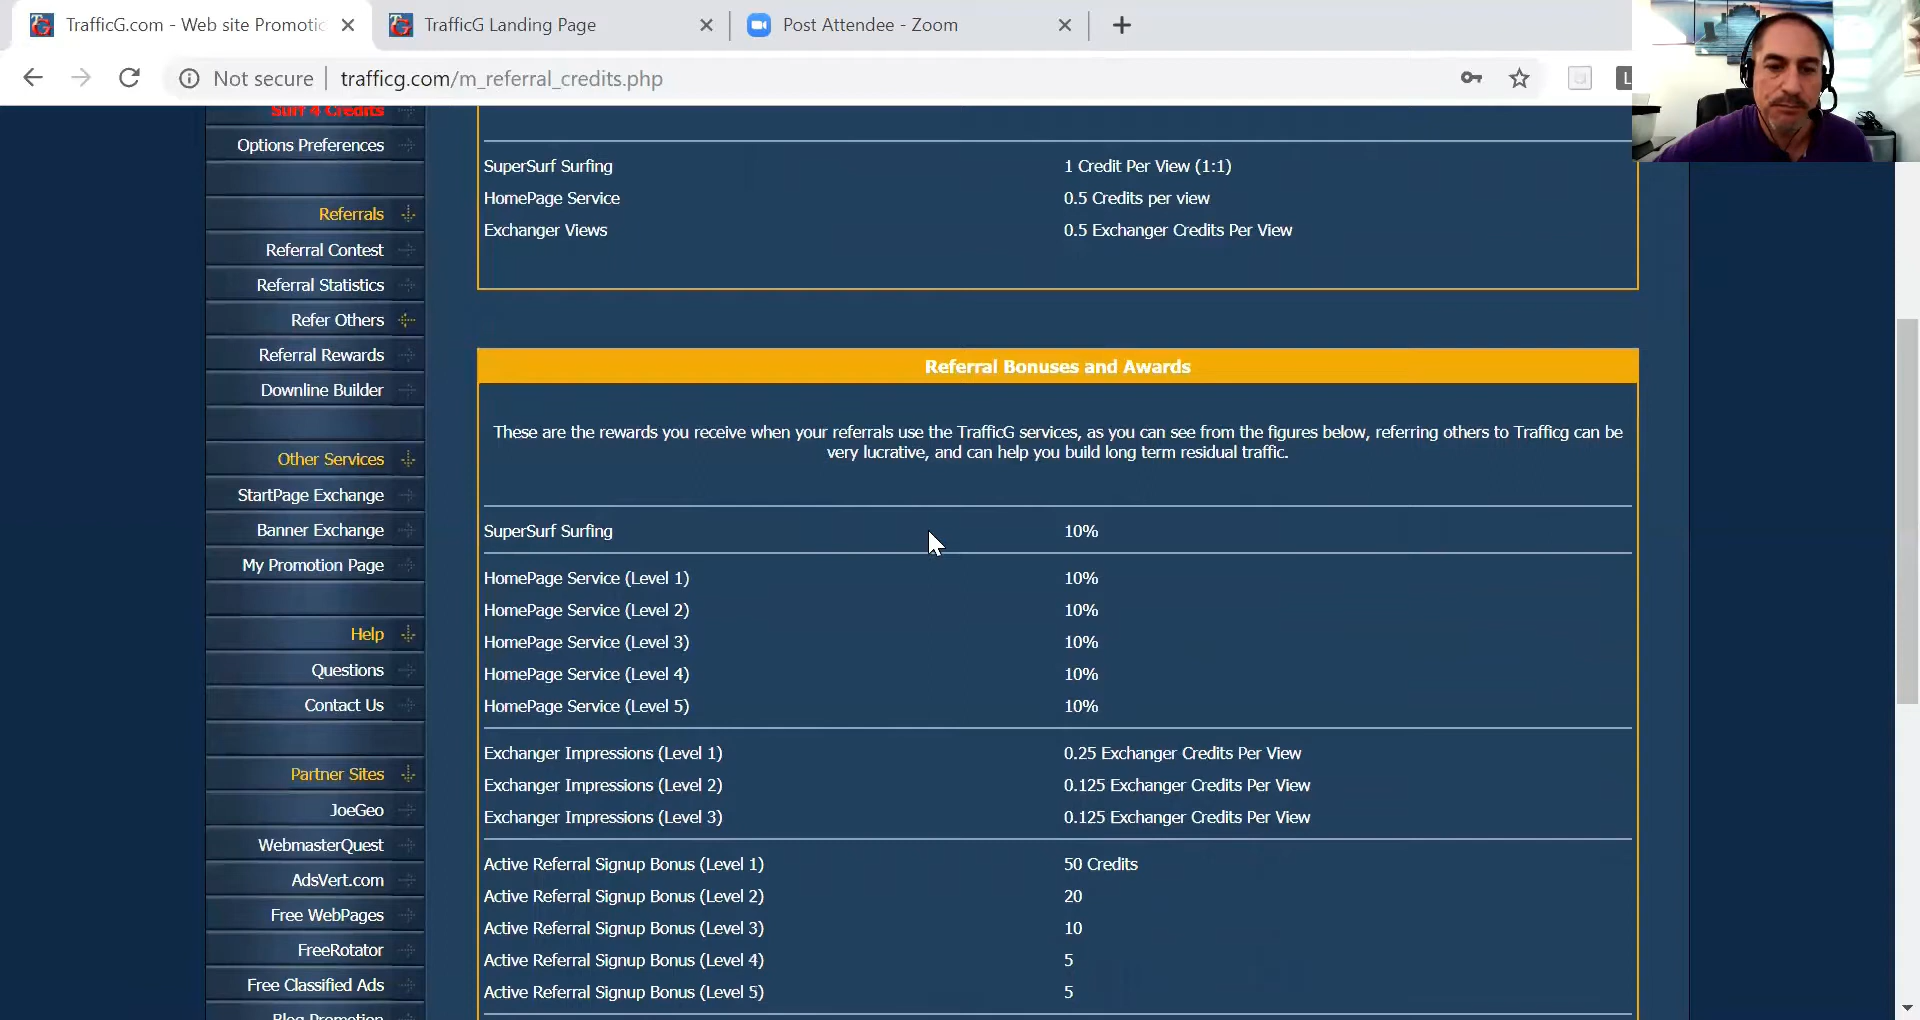 TrafficG.com - Web site Promotic
TrafficG Landing Page
Post Attendee - Zoom
Not secure
trafficg.com/m_referral_credits.php
L
Surf 4 Credits
Options Preferences
Referrals
Referral Contest
Referral Statistics
Refer Others
Referral Rewards
Downline Builder
Other Services
StartPage Exchange
Banner Exchange
My Promotion Page
Help
Questions
Contact Us
Partner Sites
JoeGeo
WebmasterQuest
AdsVert.com
Free WebPages
FreeRotator
Free Classified Ads
Blog Promotion
SuperSurf Surfing 1 Credit Per View (1:1)
HomePage Service 0.5 Credits per view
Exchanger Views 0.5 Exchanger Credits Per View
Referral Bonuses and Awards
These are the rewards you receive when your referrals use the TrafficG services, as you can see from the figures below, referring others to Trafficg can be
very lucrative, and can help you build long term residual traffic.
SuperSurf Surfing 10%
HomePage Service (Level 1) 10%
HomePage Service (Level 2) 10%
HomePage Service (Level 3) 10%
HomePage Service (Level 4) 10%
HomePage Service (Level 5) 10%
Exchanger Impressions (Level 1) 0.25 Exchanger Credits Per View
Exchanger Impressions (Level 2) 0.125 Exchanger Credits Per View
Exchanger Impressions (Level 3) 0.125 Exchanger Credits Per View
Active Referral Signup Bonus (Level 1) 50 Credits
Active Referral Signup Bonus (Level 2) 20
Active Referral Signup Bonus (Level 3) 10
Active Referral Signup Bonus (Level 4) 5
Active Referral Signup Bonus (Level 5) 5